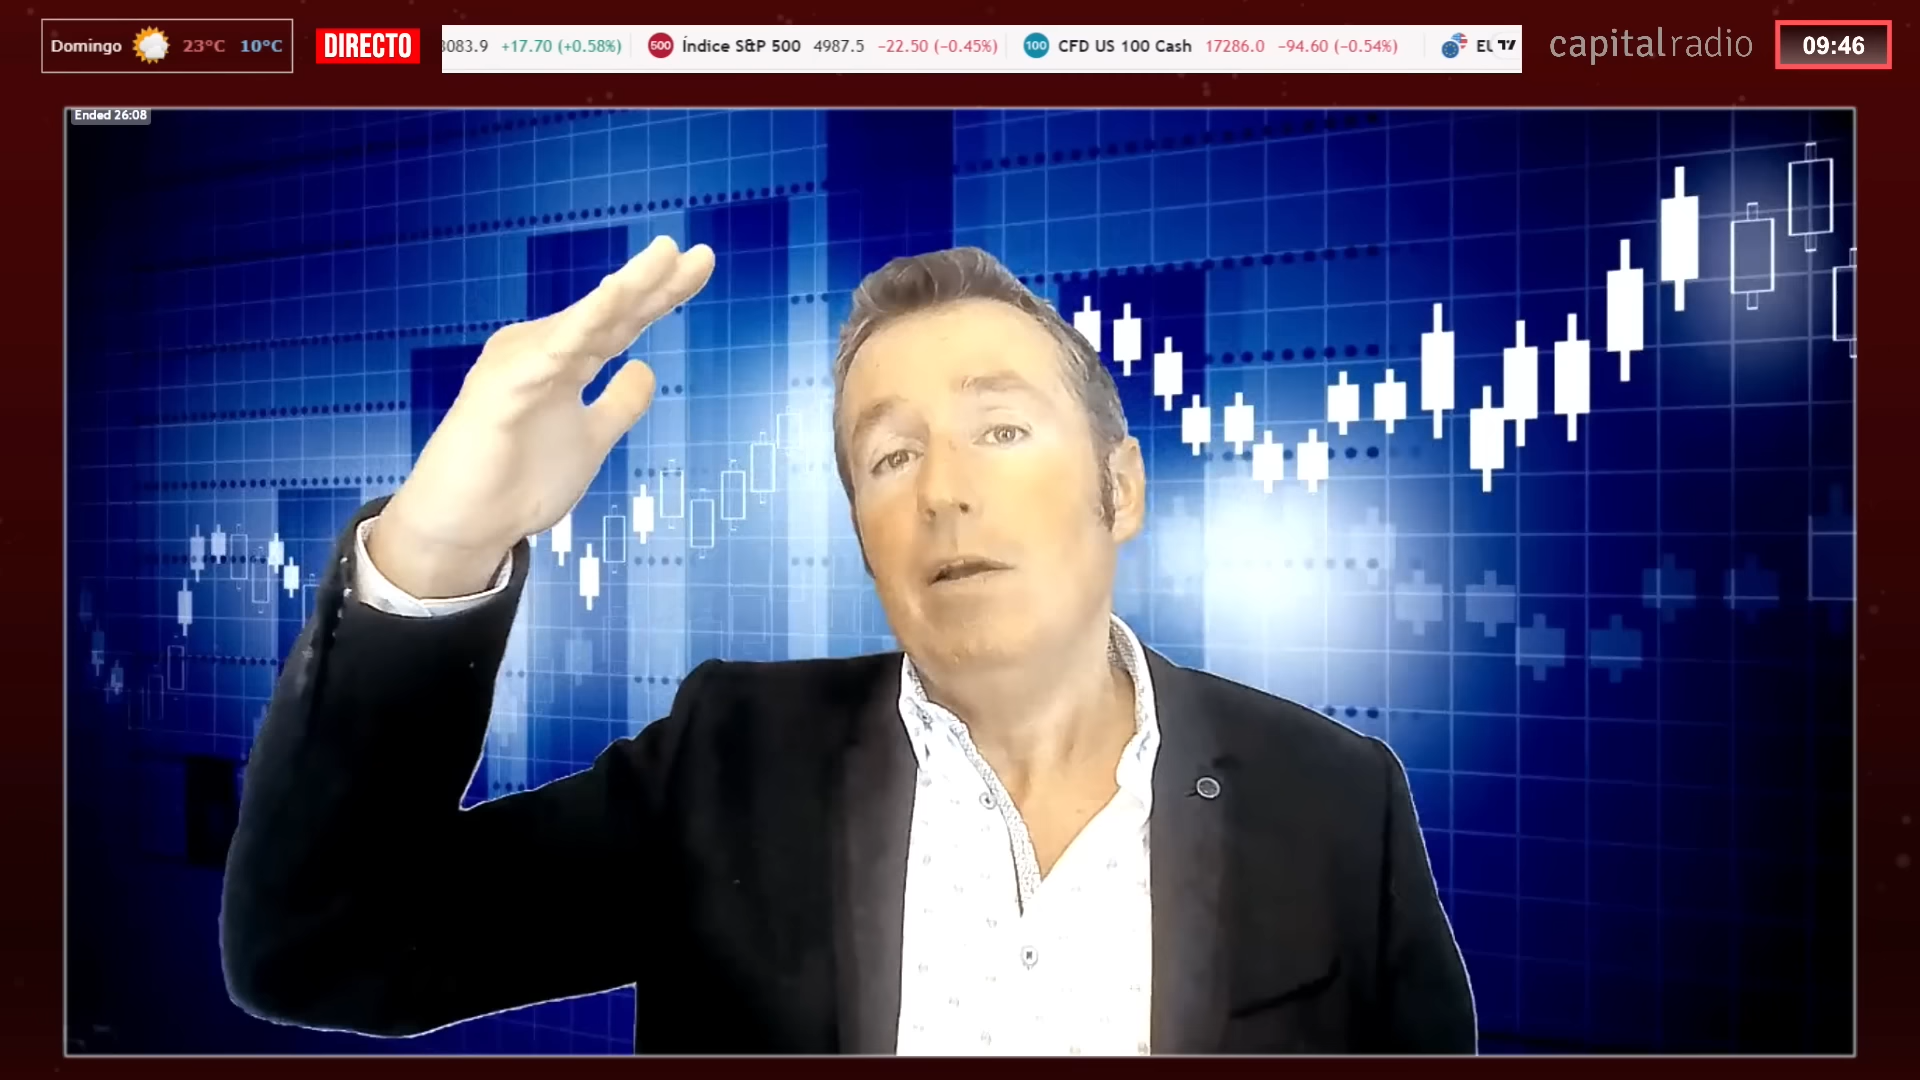 Domingo 23°C 10°C
DIRECTO
3083.9 +17.70 (+0.58%) 500 Índice S&P 500 4987.5 −22.50 (−0.45%) 100 CFD US 100 Cash 17286.0 −94.60 (−0.54%)
capitalradio
09:46
Ended 26:08